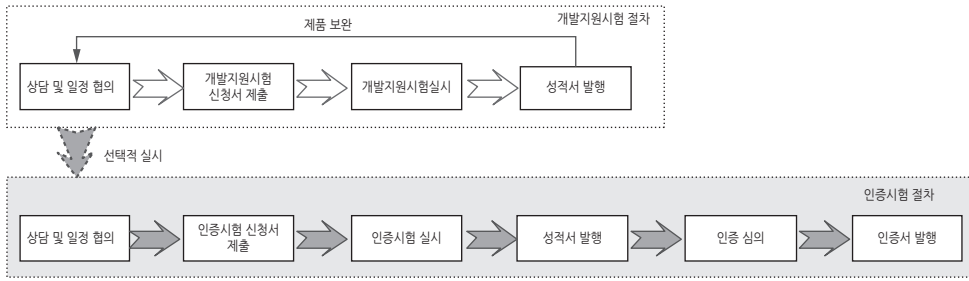 개발지원시험 절차
제품 보완
상담 및 일정 협의
개발지원시험
신청서 제출
개발지원시험실시
성적서 발행
선택적 실시
인증시험 절차
상담 및 일정 협의
인증시험 신청서
제출
인증시험 실시
성적서 발행
인증 심의
인증서 발행